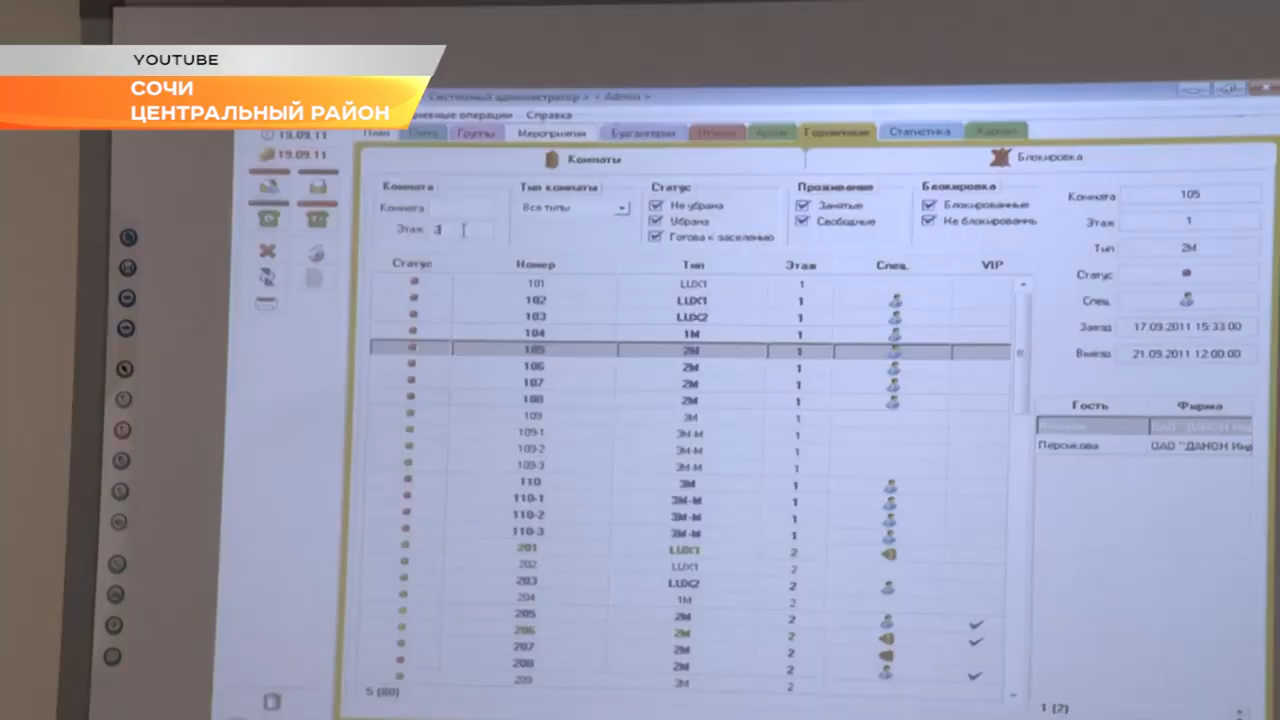 YOUTUBE
СОЧИ
ЦЕНТРАЛЬНЫЙ РАЙОН
Системный администратор > < Admin >
операции Справка
19.09.11 План Группы Мероприятия Бухгалтерия Горничные Статистика
19.09.11
Комнаты Блокировка
Комната Тип комнаты Статус Проживание Блокировка Комната 105
Комната Все типы Не убрана Занятые Блокированные
Этаж Убрана Свободные Не блокированны Этаж 1
Готова к заселению Тип 2М
Статус Номер Тип Этаж Спец. VIP Статус
101 LUX1 1
102 LUX1 1 Спец.
103 LUX2 1
104 1М 1 Заезд 17.09.2011 15:33:00
105 2М 1 Выезд 21.09.2011 12:00:00
106 2М 1
107 2М 1
108 2М 1 Гость Фирма
109 3М 1
109-1 3М-М 1 Персикова ОАО "ДАНОН Инд
109-2 3М-М 1
109-3 3М-М 1
110 3М 1
110-1 3М-М 1
110-2 3М-М 1
110-3 3М-М 1
201 LUX1 2
202 LUX1 2
203 LUX2 2
204 1М 2
205 2М 2
206 2М 2
207 2М 2
208 2М 2
209 3М 2
5 (80) 1 (2)